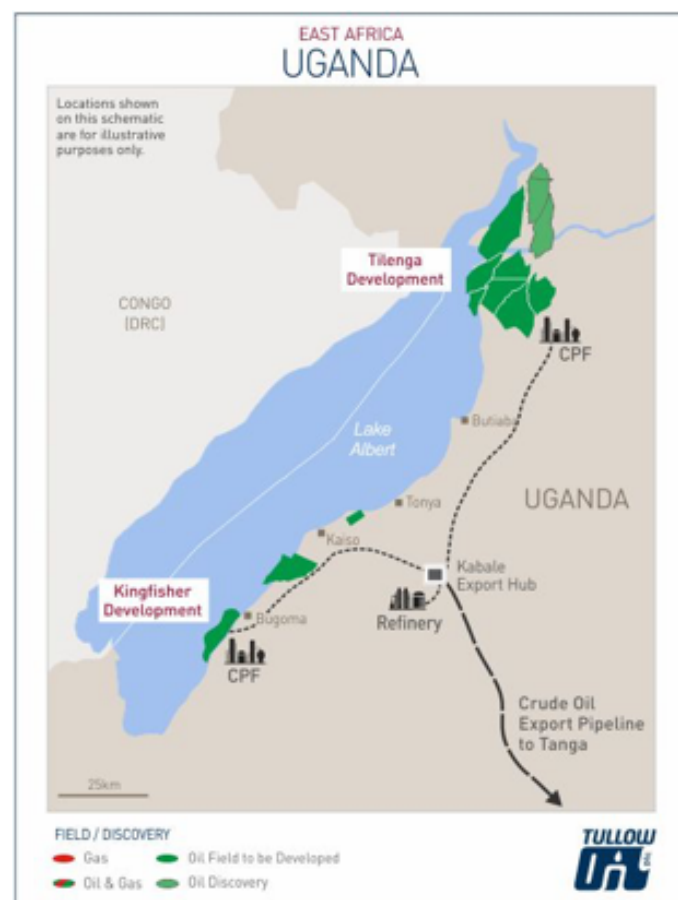 EAST AFRICA
UGANDA
Locations shown
on this schematic
are for illustrative
purposes only.
Tilenga
Development
CONGO
(DRC)
CPF
Lake
Albert
Butiaba
UGANDA
Tonya
Kaiso
Kabale
Export Hub
Kingfisher
Development
Refinery
Bugoma
CPF
Crude Oil
Export Pipeline
to Tanga
25km
FIELD / DISCOVERY
Gas
Oil Field to be Developed
Oil & Gas
Oil Discovery
TULLOW
Oil plc